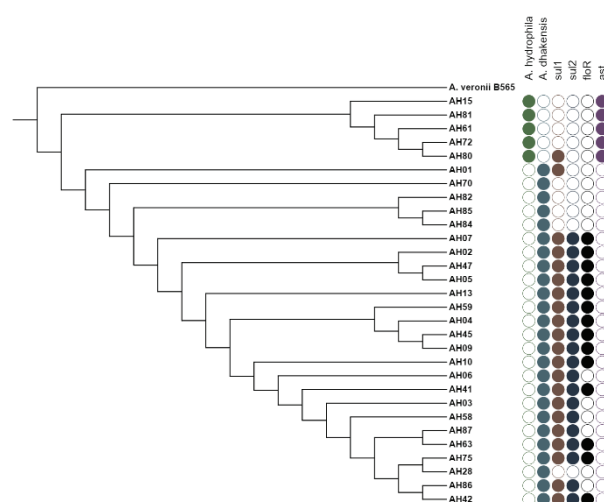 A. hydrophila
A. dhakensis
sul1
sul2
floR
ast
A. veronii B565
AH15
AH81
AH61
AH72
AH80
AH01
AH70
AH82
AH85
AH84
AH07
AH02
AH47
AH05
AH13
AH59
AH04
AH45
AH09
AH10
AH06
AH41
AH03
AH58
AH87
AH63
AH75
AH28
AH86
AH42